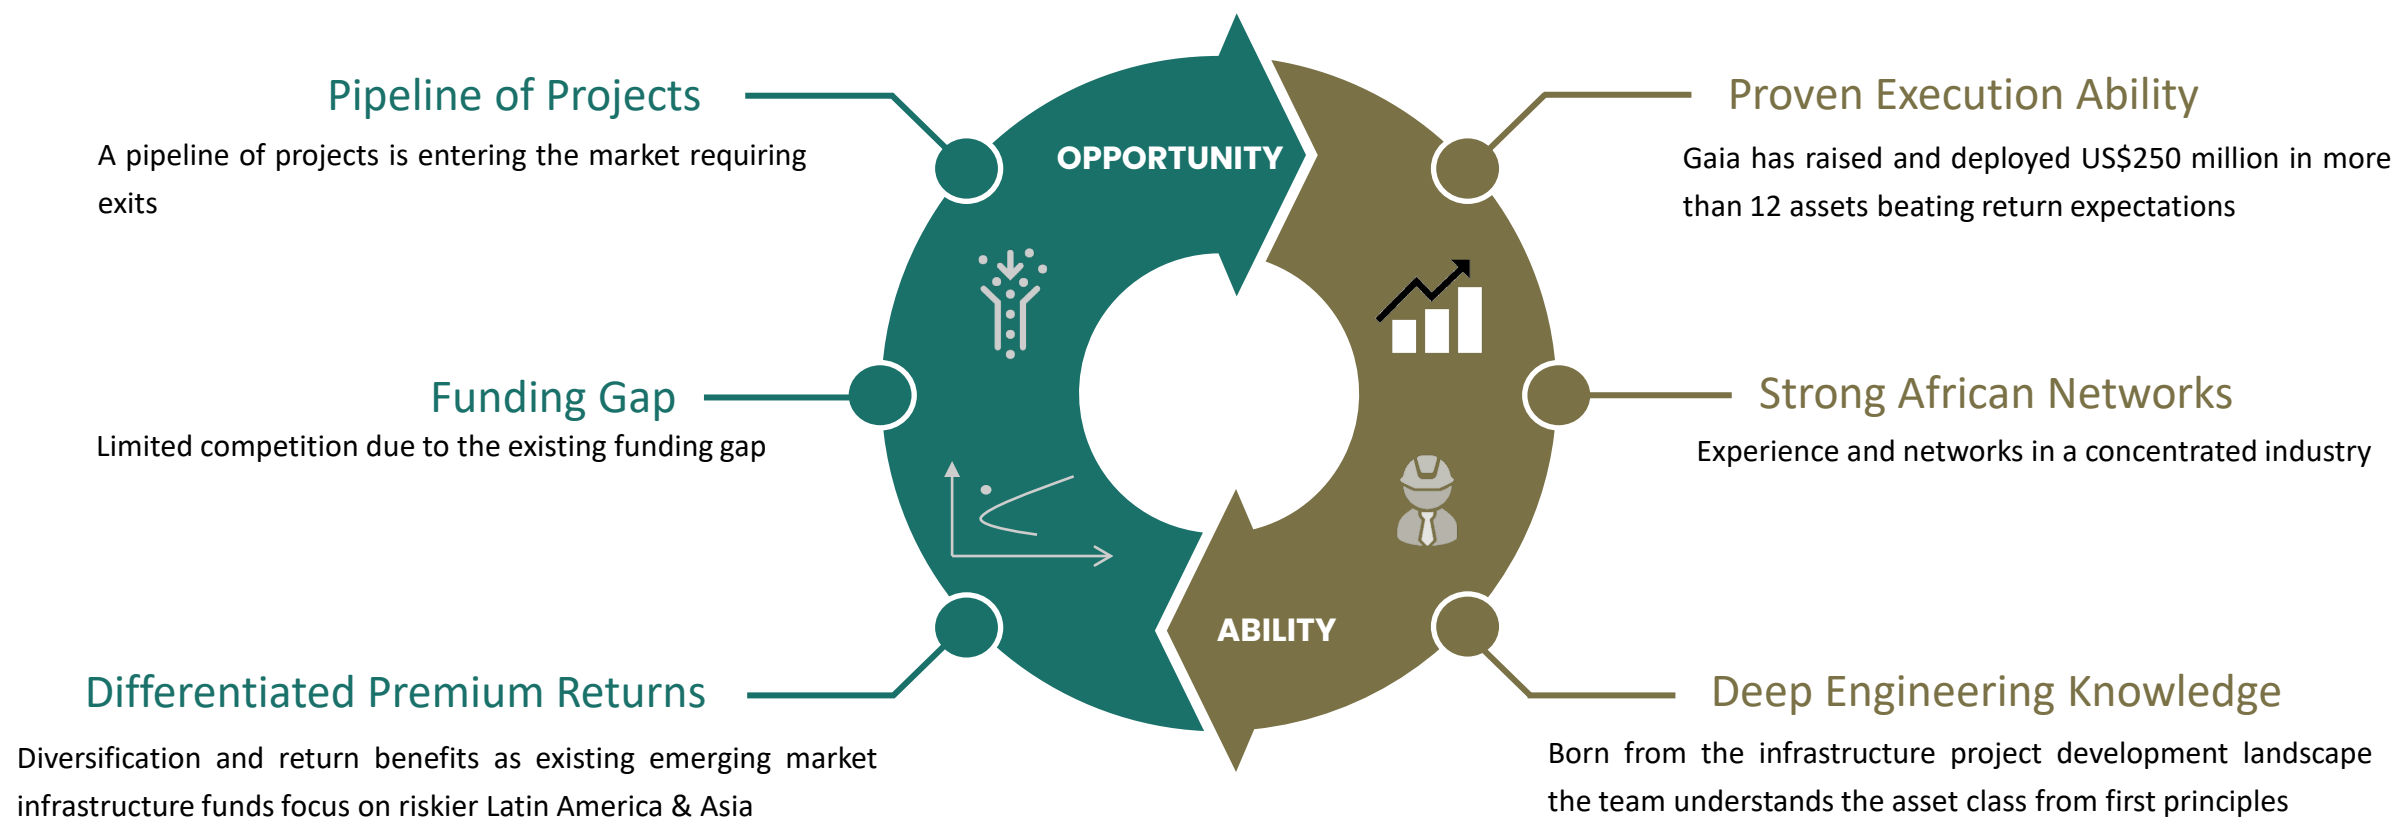 Pipeline of Projects
A pipeline of projects is entering the market requiring
exits
Funding Gap
Limited competition due to the existing funding gap
Differentiated Premium Returns
Diversification and return benefits as existing emerging market
infrastructure funds focus on riskier Latin America & Asia
OPPORTUNITY
ABILITY
Proven Execution Ability
Gaia has raised and deployed US$250 million in more
than 12 assets beating return expectations
Strong African Networks
Experience and networks in a concentrated industry
Deep Engineering Knowledge
Born from the infrastructure project development landscape
the team understands the asset class from first principles